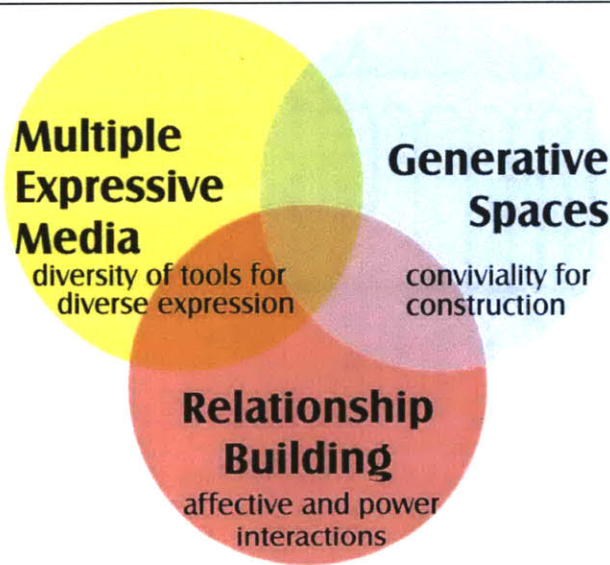 Multiple
Expressive
Media
diversity of tools for
diverse expression
Generative
Spaces
conviviality for
construction
Relationship
Building
affective and power
interactions